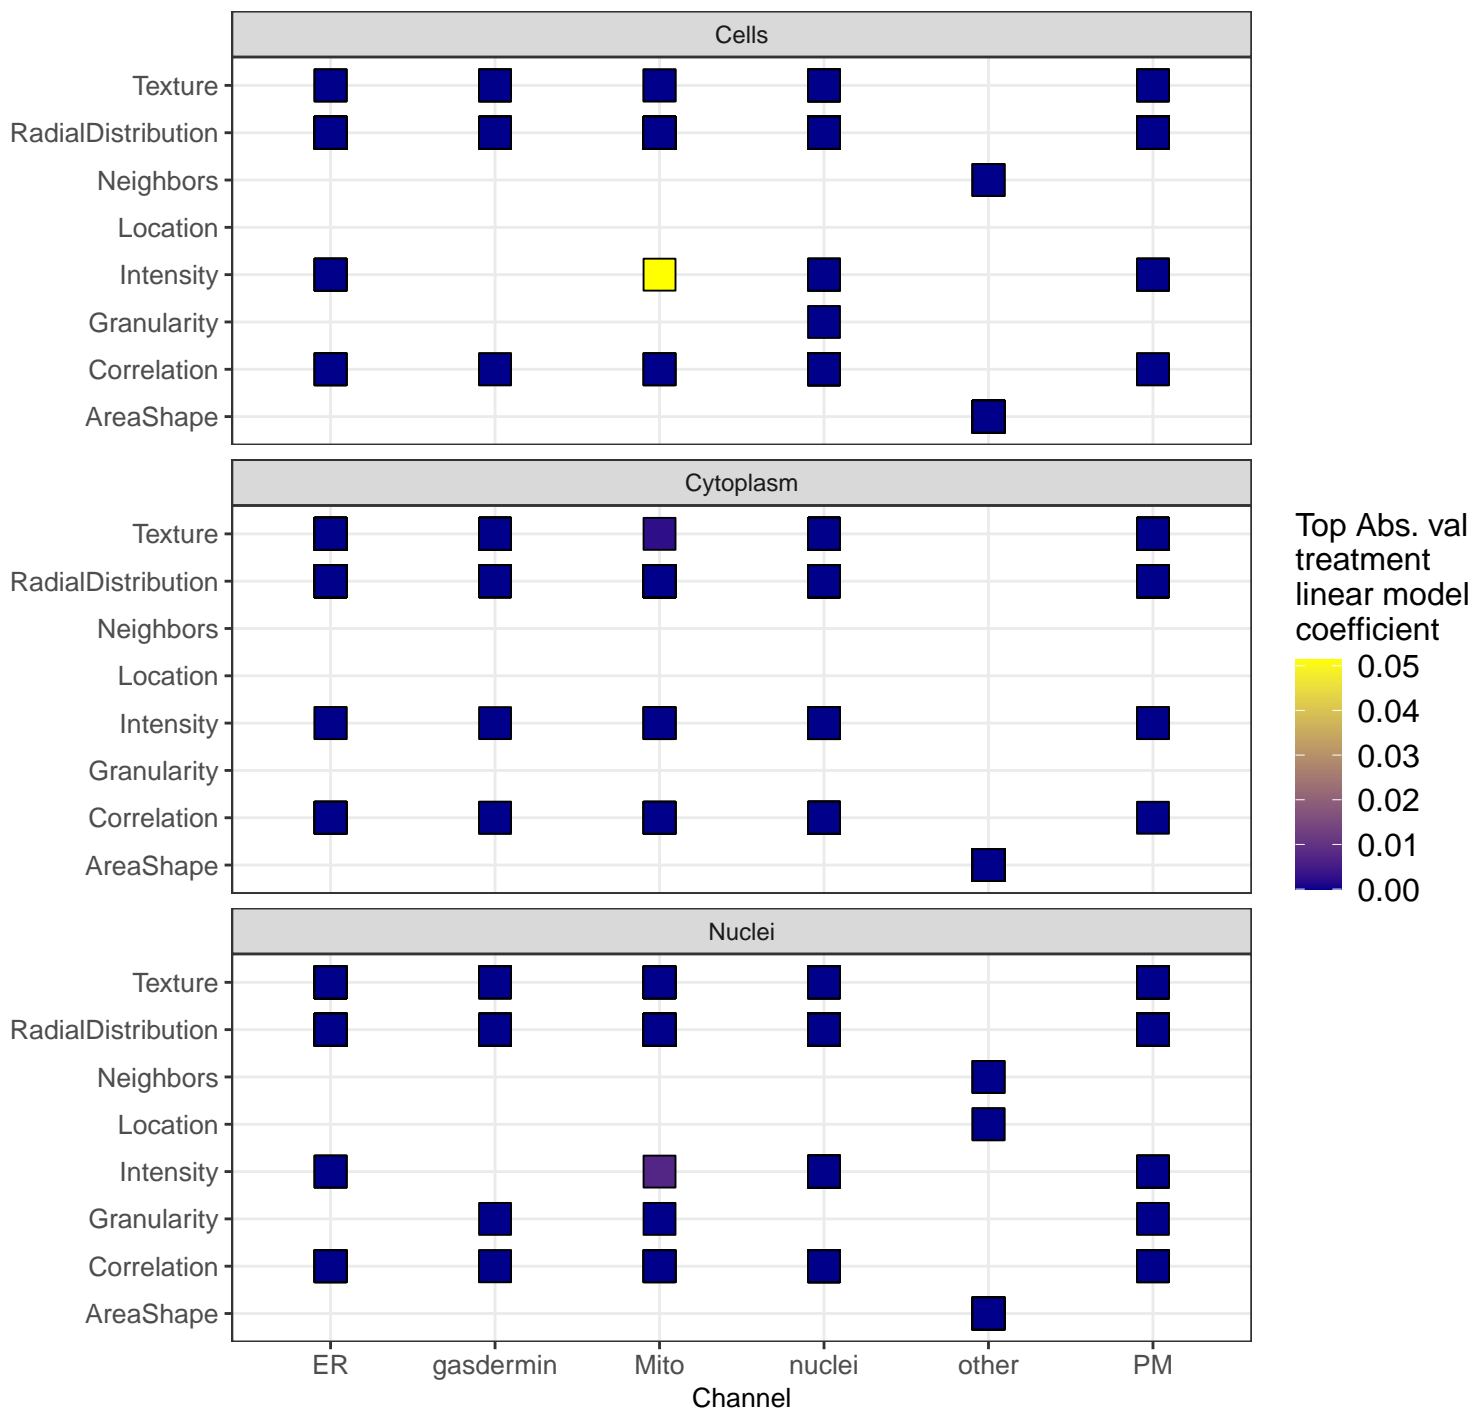 Cells
Texture
RadialDistribution
Neighbors
Location
Intensity
Granularity
Correlation
AreaShape
Cytoplasm
Texture
RadialDistribution
Neighbors
Location
Intensity
Granularity
Correlation
AreaShape
Nuclei
Texture
RadialDistribution
Neighbors
Location
Intensity
Granularity
Correlation
AreaShape
ER gasdermin Mito nuclei other PM
Channel
Top Abs. val
treatment
linear model
coefficient
0.05
0.04
0.03
0.02
0.01
0.00